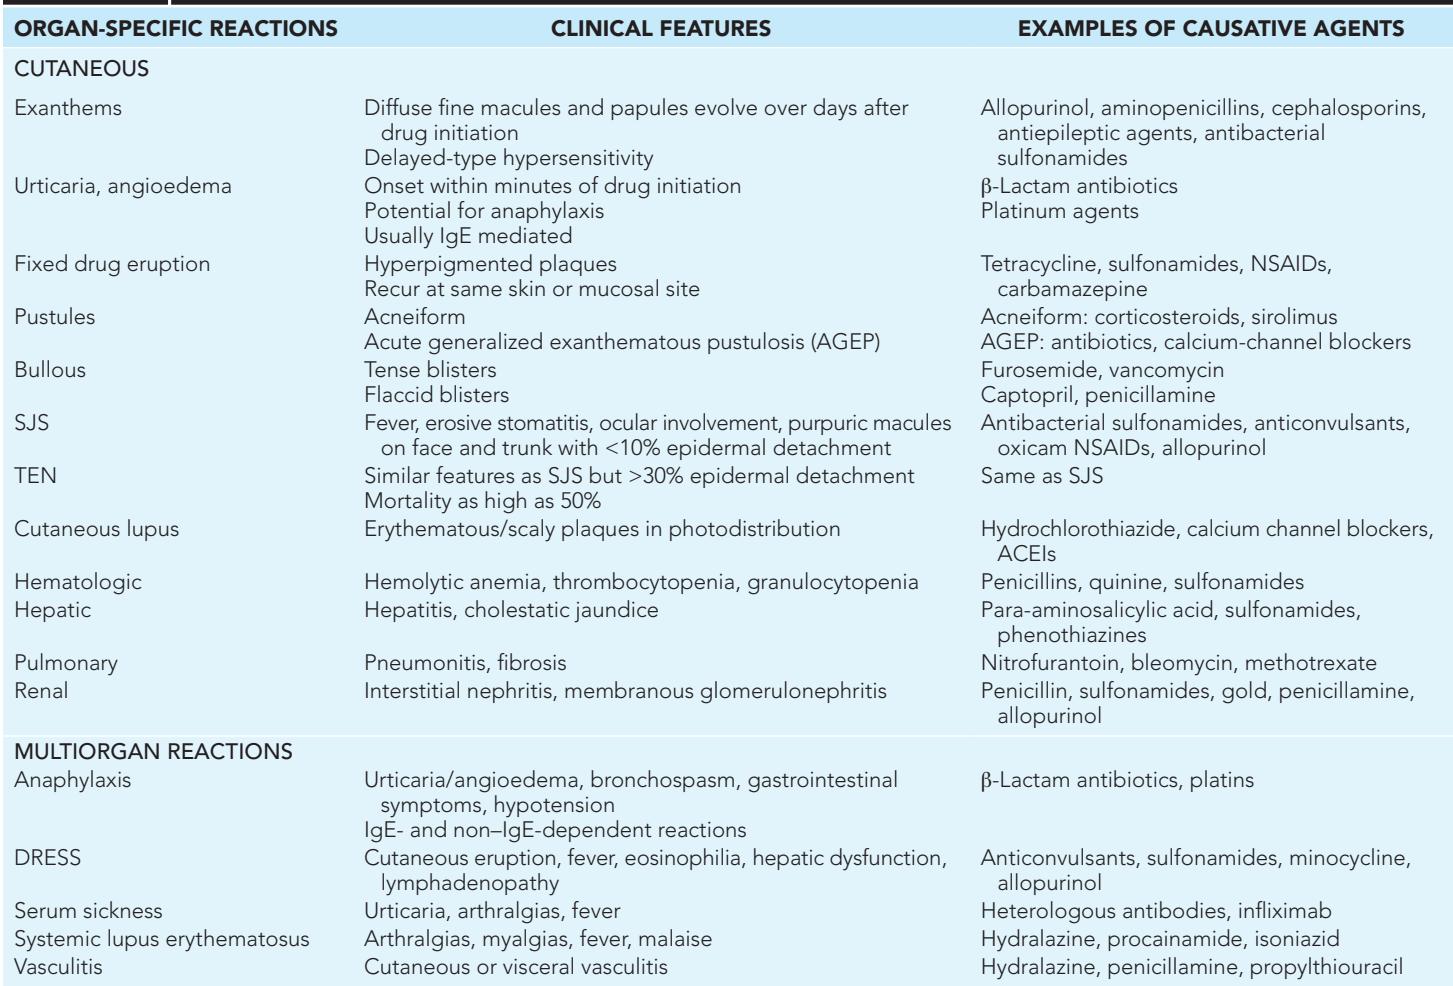 ORGAN-SPECIFIC REACTIONS CLINICAL FEATURES EXAMPLES OF CAUSATIVE AGENTS
CUTANEOUS
Exanthems Diffuse fine macules and papules evolve over days after Allopurinol, aminopenicillins, cephalosporins,
drug initiation antiepileptic agents, antibacterial
Delayed-type hypersensitivity sulfonamides
Urticaria, angioedema Onset within minutes of drug initiation β-Lactam antibiotics
Potential for anaphylaxis Platinum agents
Usually IgE mediated
Fixed drug eruption Hyperpigmented plaques Tetracycline, sulfonamides, NSAIDs,
Recur at same skin or mucosal site carbamazepine
Pustules Acneiform Acneiform: corticosteroids, sirolimus
Acute generalized exanthematous pustulosis (AGEP) AGEP: antibiotics, calcium-channel blockers
Bullous Tense blisters Furosemide, vancomycin
Flaccid blisters Captopril, penicillamine
SJS Fever, erosive stomatitis, ocular involvement, purpuric macules Antibacterial sulfonamides, anticonvulsants,
on face and trunk with <10% epidermal detachment oxicam NSAIDs, allopurinol
TEN Similar features as SJS but >30% epidermal detachment Same as SJS
Mortality as high as 50%
Cutaneous lupus Erythematous/scaly plaques in photodistribution Hydrochlorothiazide, calcium channel blockers,
ACEIs
Hematologic Hemolytic anemia, thrombocytopenia, granulocytopenia Penicillins, quinine, sulfonamides
Hepatic Hepatitis, cholestatic jaundice Para-aminosalicylic acid, sulfonamides,
phenothiazines
Pulmonary Pneumonitis, fibrosis Nitrofurantoin, bleomycin, methotrexate
Renal Interstitial nephritis, membranous glomerulonephritis Penicillin, sulfonamides, gold, penicillamine,
allopurinol
MULTIORGAN REACTIONS
Anaphylaxis Urticaria/angioedema, bronchospasm, gastrointestinal β-Lactam antibiotics, platins
symptoms, hypotension
IgE- and non–IgE-dependent reactions
DRESS Cutaneous eruption, fever, eosinophilia, hepatic dysfunction, Anticonvulsants, sulfonamides, minocycline,
lymphadenopathy allopurinol
Serum sickness Urticaria, arthralgias, fever Heterologous antibodies, infliximab
Systemic lupus erythematosus Arthralgias, myalgias, fever, malaise Hydralazine, procainamide, isoniazid
Vasculitis Cutaneous or visceral vasculitis Hydralazine, penicillamine, propylthiouracil